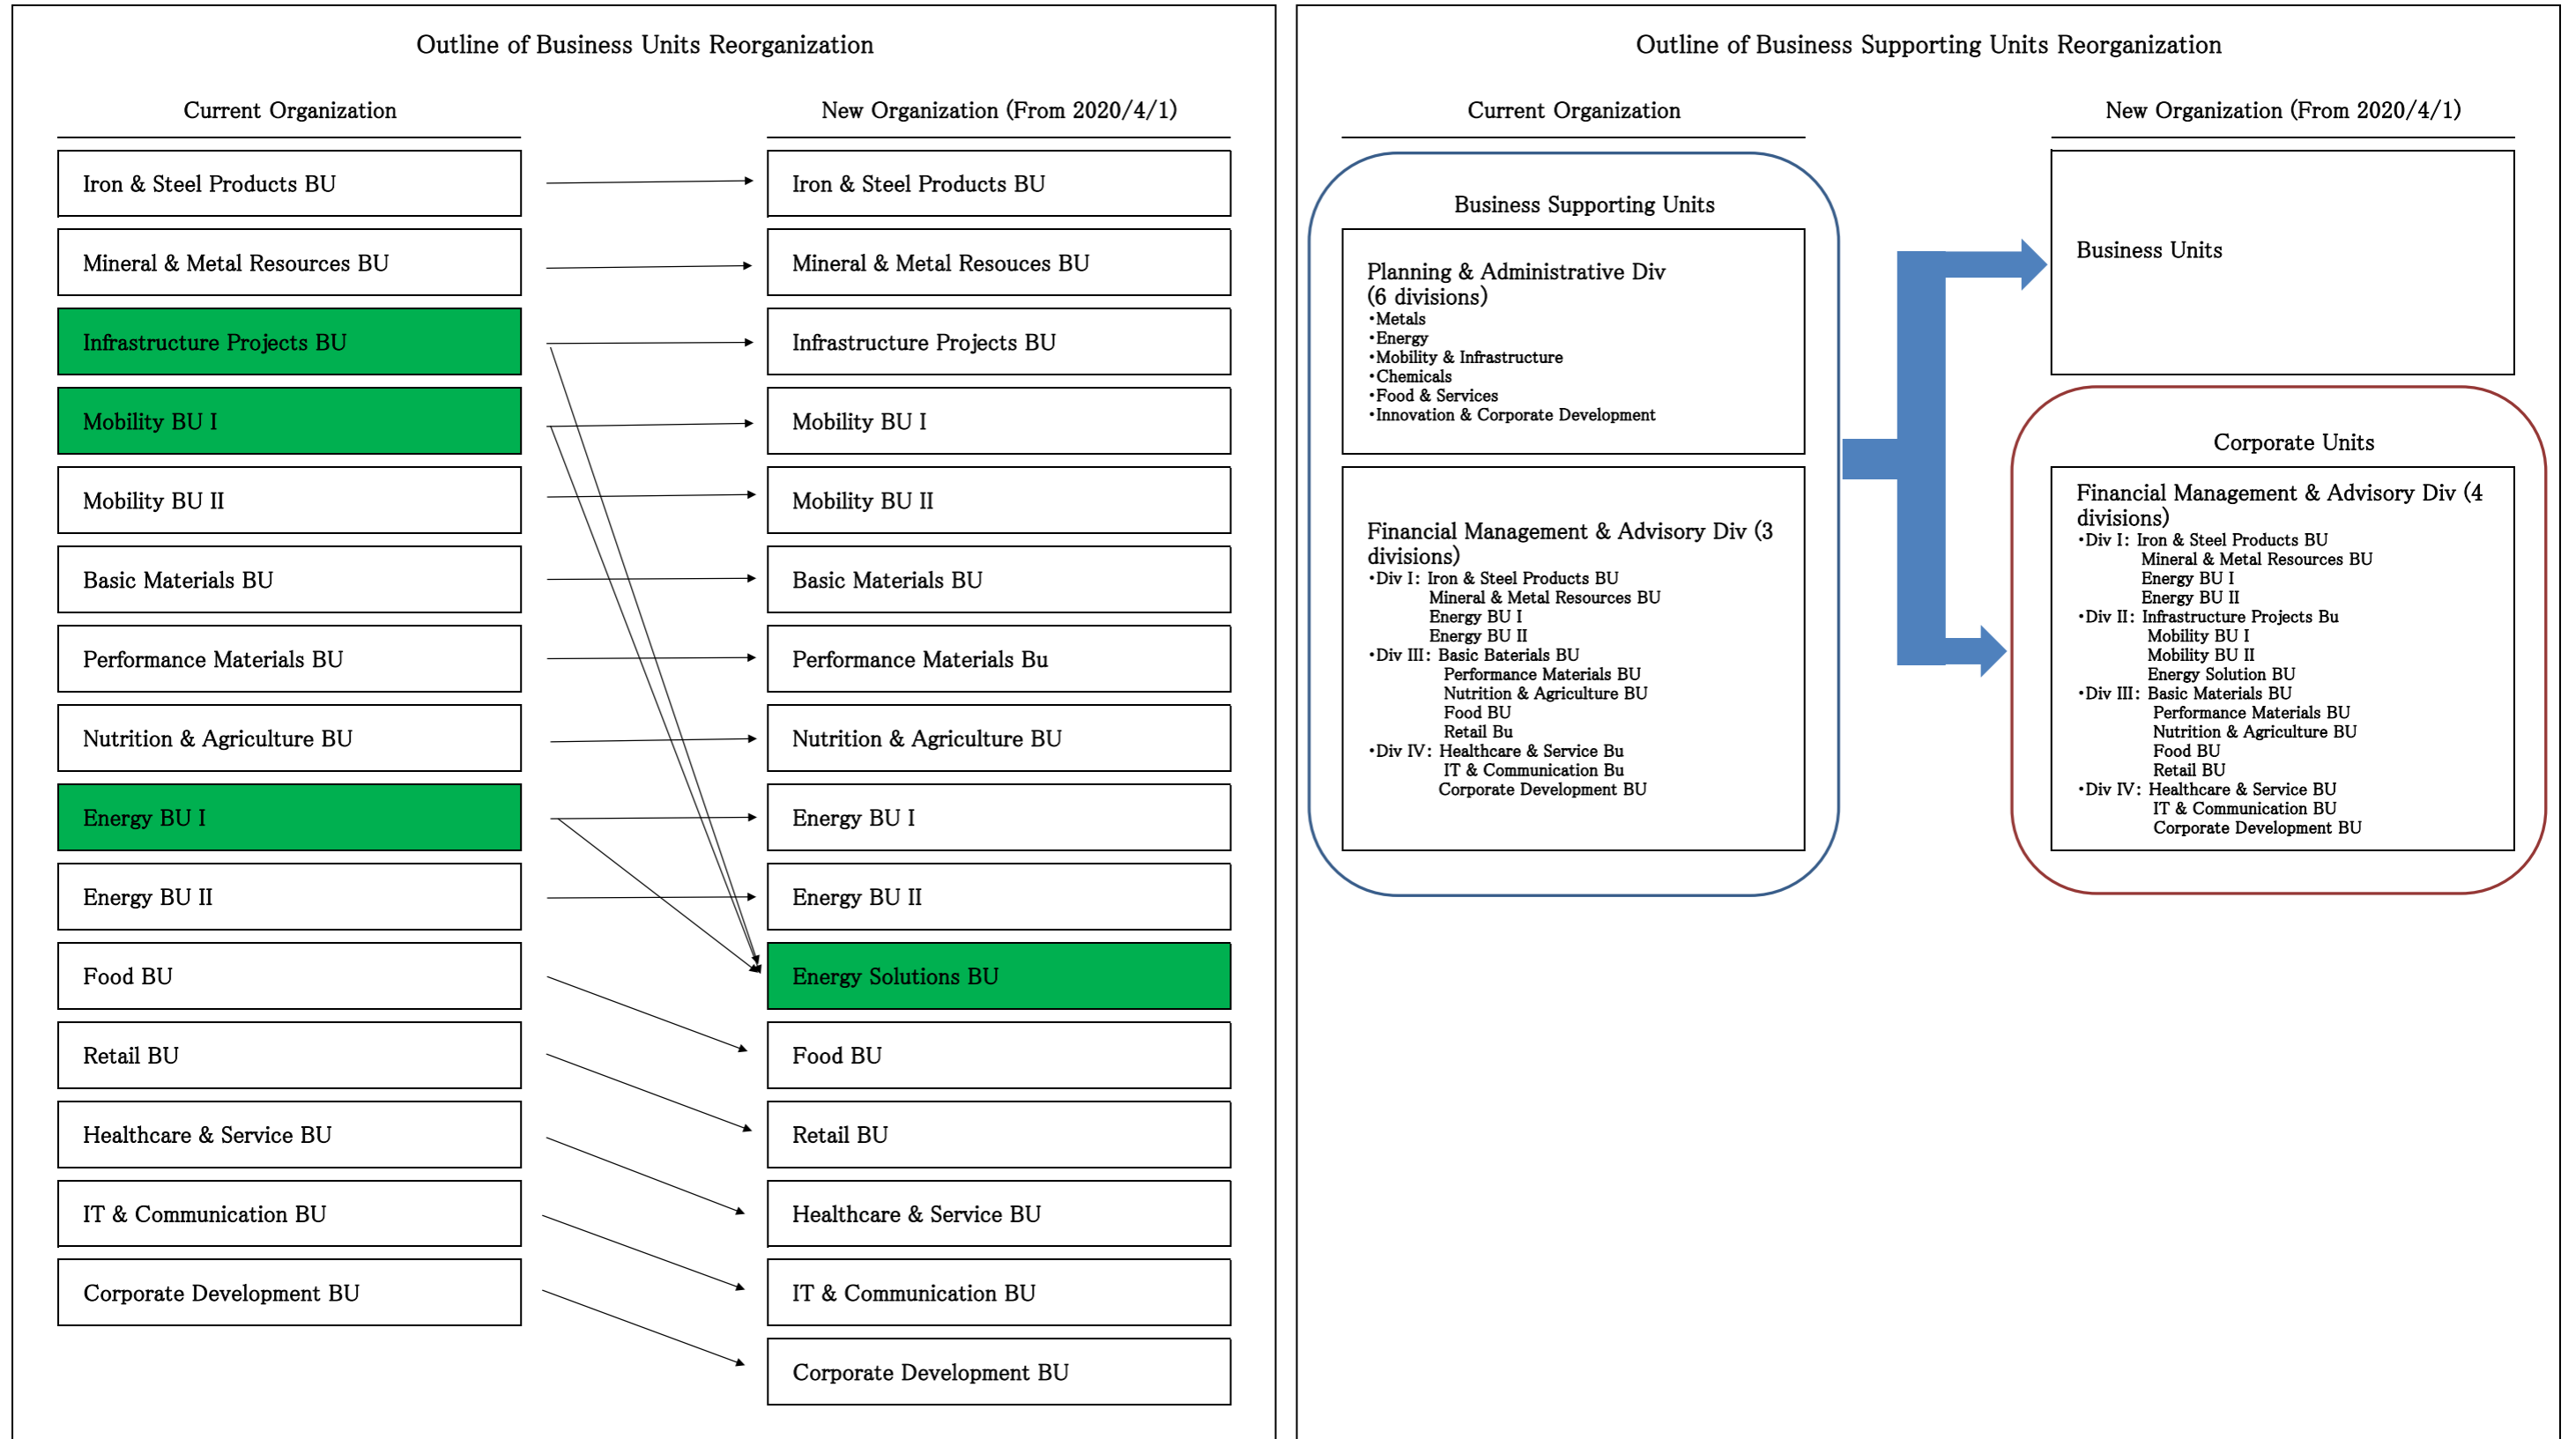 Outline of Business Units Reorganization
Current Organization
New Organization (From 2020/4/1)
Iron & Steel Products BU
Iron & Steel Products BU
Mineral & Metal Resources BU
Mineral & Metal Resouces BU
Infrastructure Projects BU
Infrastructure Projects BU
Mobility BU I
Mobility BU I
Mobility BU II
Mobility BU II
Basic Materials BU
Basic Materials BU
Performance Materials BU
Performance Materials Bu
Nutrition & Agriculture BU
Nutrition & Agriculture BU
Energy BU I
Energy BU I
Energy BU II
Energy BU II
Food BU
Energy Solutions BU
Retail BU
Food BU
Healthcare & Service BU
Retail BU
IT & Communication BU
Healthcare & Service BU
Corporate Development BU
IT & Communication BU
Corporate Development BU
Outline of Business Supporting Units Reorganization
Current Organization
New Organization (From 2020/4/1)
Business Supporting Units
Planning & Administrative Div
(6 divisions)
・Metals
・Energy
・Mobility & Infrastructure
・Chemicals
・Food & Services
・Innovation & Corporate Development
Financial Management & Advisory Div (3
divisions)
・Div I: Iron & Steel Products BU
Mineral & Metal Resources BU
Energy BU I
Energy BU II
・Div III: Basic Baterials BU
Performance Materials BU
Nutrition & Agriculture BU
Food BU
Retail Bu
・Div IV: Healthcare & Service Bu
IT & Communication Bu
Corporate Development BU
Business Units
Corporate Units
Financial Management & Advisory Div (4
divisions)
・Div I: Iron & Steel Products BU
Mineral & Metal Resources BU
Energy BU I
Energy BU II
・Div II: Infrastructure Projects Bu
Mobility BU I
Mobility BU II
Energy Solution BU
・Div III: Basic Materials BU
Performance Materials BU
Nutrition & Agriculture BU
Food BU
Retail BU
・Div IV: Healthcare & Service BU
IT & Communication BU
Corporate Development BU